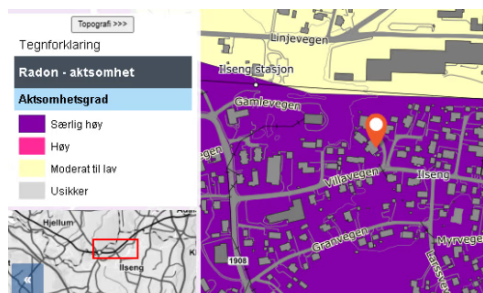 Topografi >>>
Tegnforklaring
Radon - aktsomhet
Aktsomhetsgrad
Særlig høy
Høy
Moderat til lav
Usikker
Hjellum
Ilseng
«
Linjevegen
Ilseng stasjon
Gamlevegen
Villavegen
Ilseng
Granvegen
Myrvege
1908